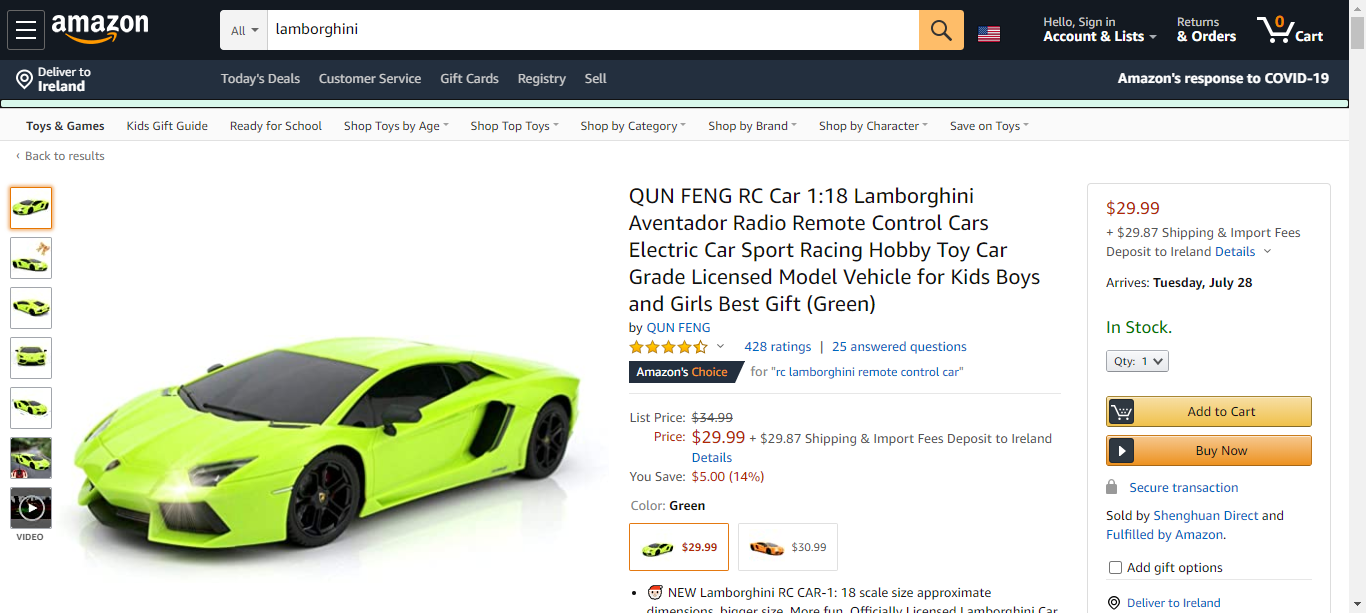 amazon
All
lamborghini
Hello, Sign in
Account & Lists
Returns
& Orders
0
Cart
Deliver to
Ireland
Today's Deals
Customer Service
Gift Cards
Registry
Sell
Amazon's response to COVID-19
Toys & Games
Kids Gift Guide
Ready for School
Shop Toys by Age
Shop Top Toys
Shop by Category
Shop by Brand
Shop by Character
Save on Toys
‹ Back to results
VIDEO
QUN FENG RC Car 1:18 Lamborghini
Aventador Radio Remote Control Cars
Electric Car Sport Racing Hobby Toy Car
Grade Licensed Model Vehicle for Kids Boys
and Girls Best Gift (Green)
by QUN FENG
428 ratings | 25 answered questions
Amazon's Choice for "rc lamborghini remote control car"
List Price: $34.99
Price: $29.99 + $29.87 Shipping & Import Fees Deposit to Ireland
Details
You Save: $5.00 (14%)
Color: Green
$29.99
$30.99
• NEW Lamborghini RC CAR-1: 18 scale size approximate
dimensions, bigger size. More fun. Officially Licensed Lamborghini Car
$29.99
+ $29.87 Shipping & Import Fees
Deposit to Ireland Details
Arrives: Tuesday, July 28
In Stock.
Qty: 1
Add to Cart
Buy Now
Secure transaction
Sold by Shenghuan Direct and
Fulfilled by Amazon.
Add gift options
Deliver to Ireland